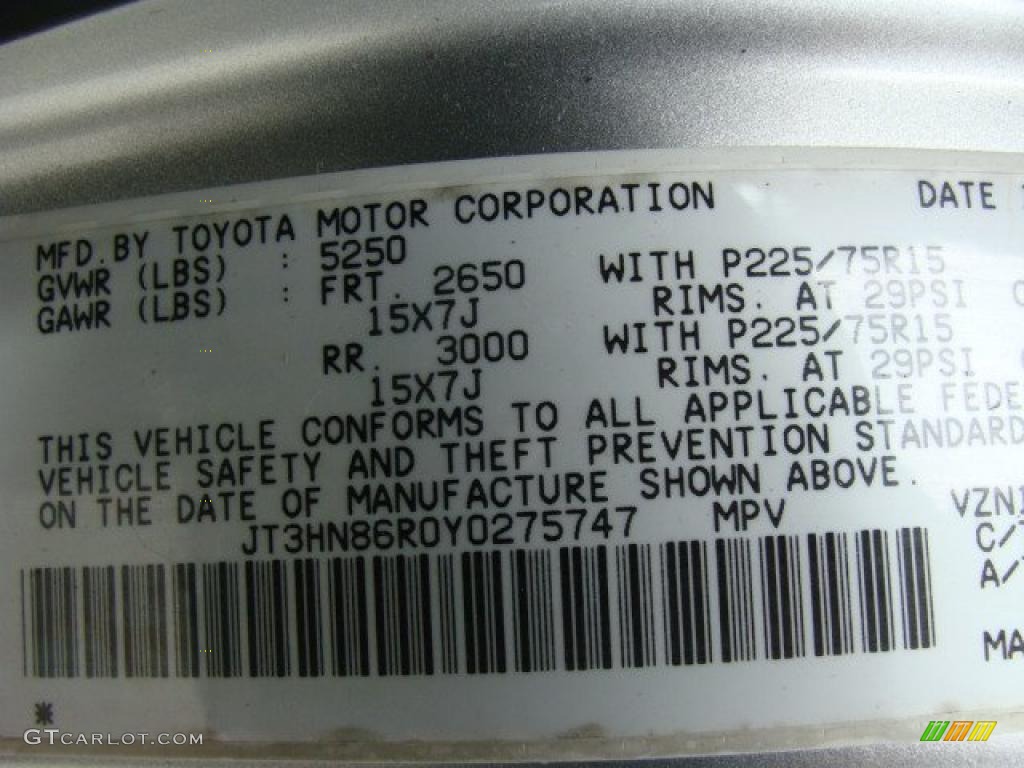 MFD. BY TOYOTA MOTOR CORPORATION DATE
GVWR (LBS) : 5250
GAWR (LBS) : FRT. 2650 WITH P225/75R15
15X7J RIMS. AT 29PSI
RR. 3000 WITH P225/75R15
15X7J RIMS. AT 29PSI
THIS VEHICLE CONFORMS TO ALL APPLICABLE FEDE
VEHICLE SAFETY AND THEFT PREVENTION STANDARD
ON THE DATE OF MANUFACTURE SHOWN ABOVE.
JT3HN86R0Y0275747 MPV VZN
C/
A/
MA
*
GTCARLOT.COM